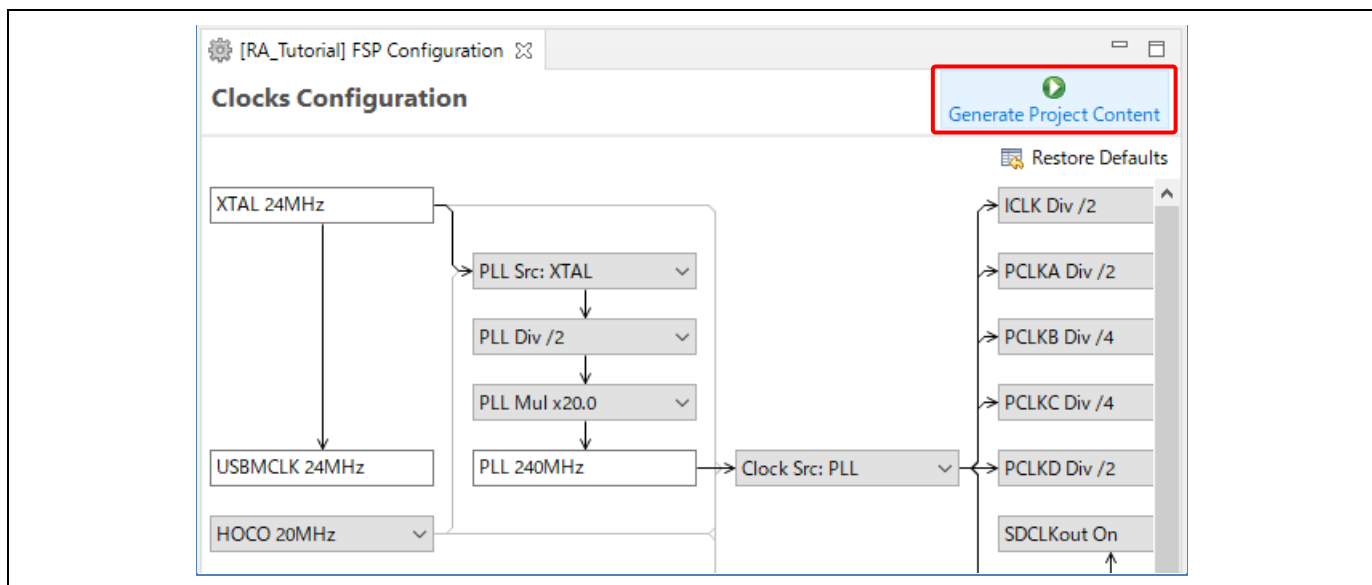 [RA_Tutorial] FSP Configuration
Clocks Configuration
Generate Project Content
Restore Defaults
XTAL 24MHz
ICLK Div /2
PLL Src: XTAL
PCLKA Div /2
PLL Div /2
PCLKB Div /4
PLL Mul x20.0
PCLKC Div /4
USBMCLK 24MHz
PLL 240MHz
Clock Src: PLL
PCLKD Div /2
HOCO 20MHz
SDCLKout On